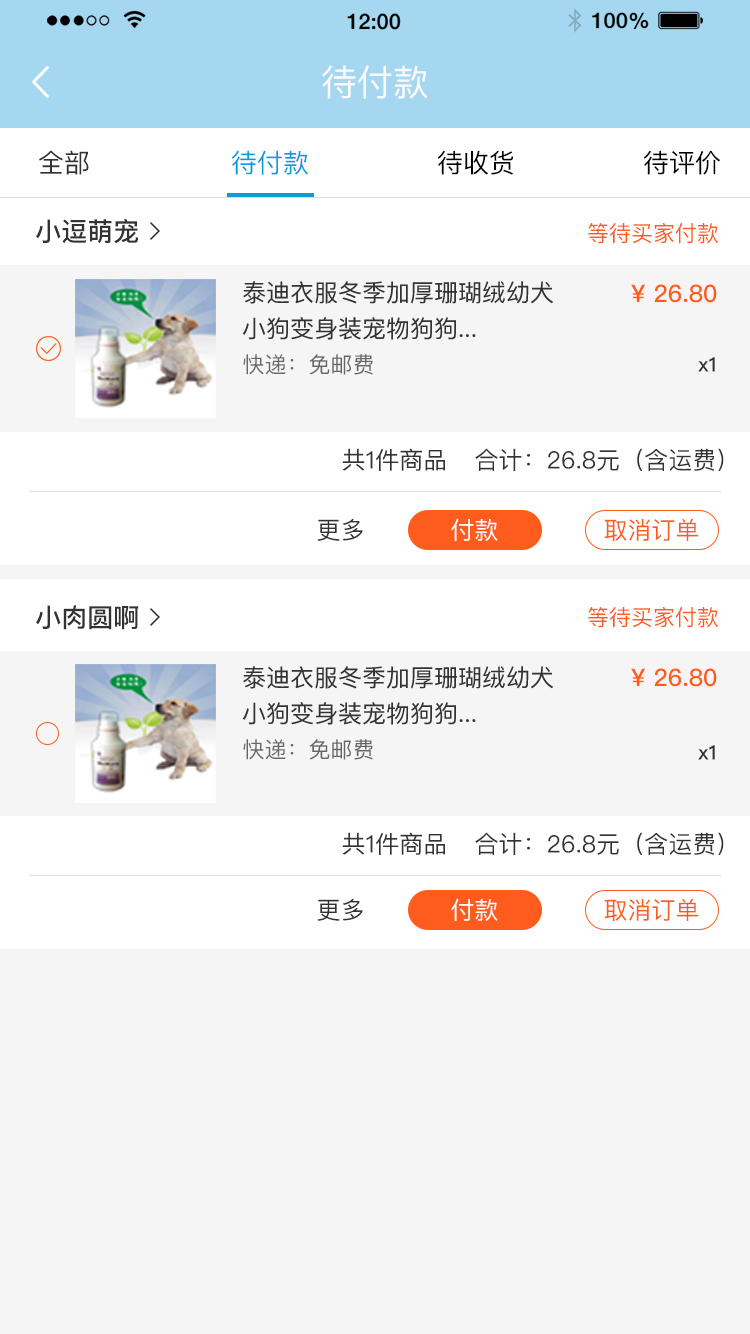 12:00
100%
待付款
全部 待付款 待收货 待评价
小逗萌宠
等待买家付款
泰迪衣服冬季加厚珊瑚绒幼犬
¥ 26.80
小狗变身装宠物狗狗...
快递：免邮费
x1
共1件商品 合计：26.8元（含运费）
更多 付款 取消订单
小肉圆啊
等待买家付款
泰迪衣服冬季加厚珊瑚绒幼犬
¥ 26.80
小狗变身装宠物狗狗...
快递：免邮费
x1
共1件商品 合计：26.8元（含运费）
更多 付款 取消订单